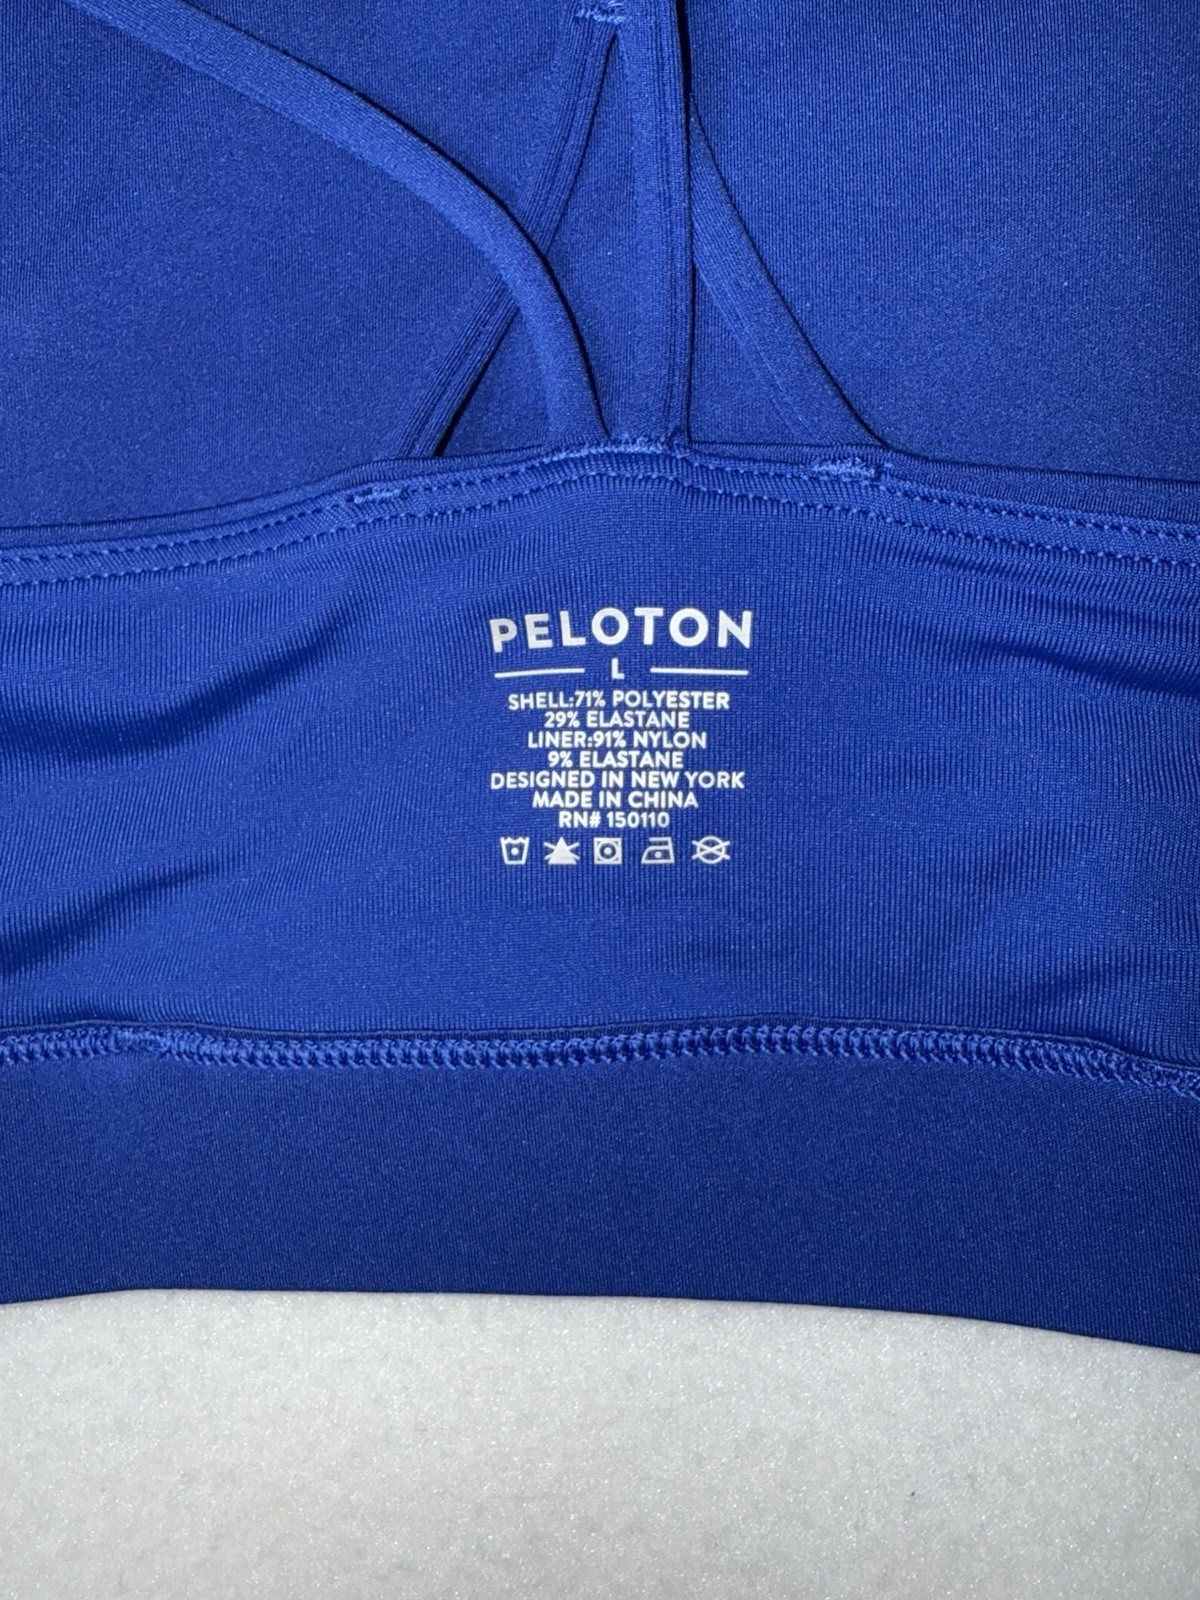 PELOTON
L
SHELL:71% POLYESTER
29% ELASTANE
LINER:91% NYLON
9% ELASTANE
DESIGNED IN NEW YORK
MADE IN CHINA
RN# 150110